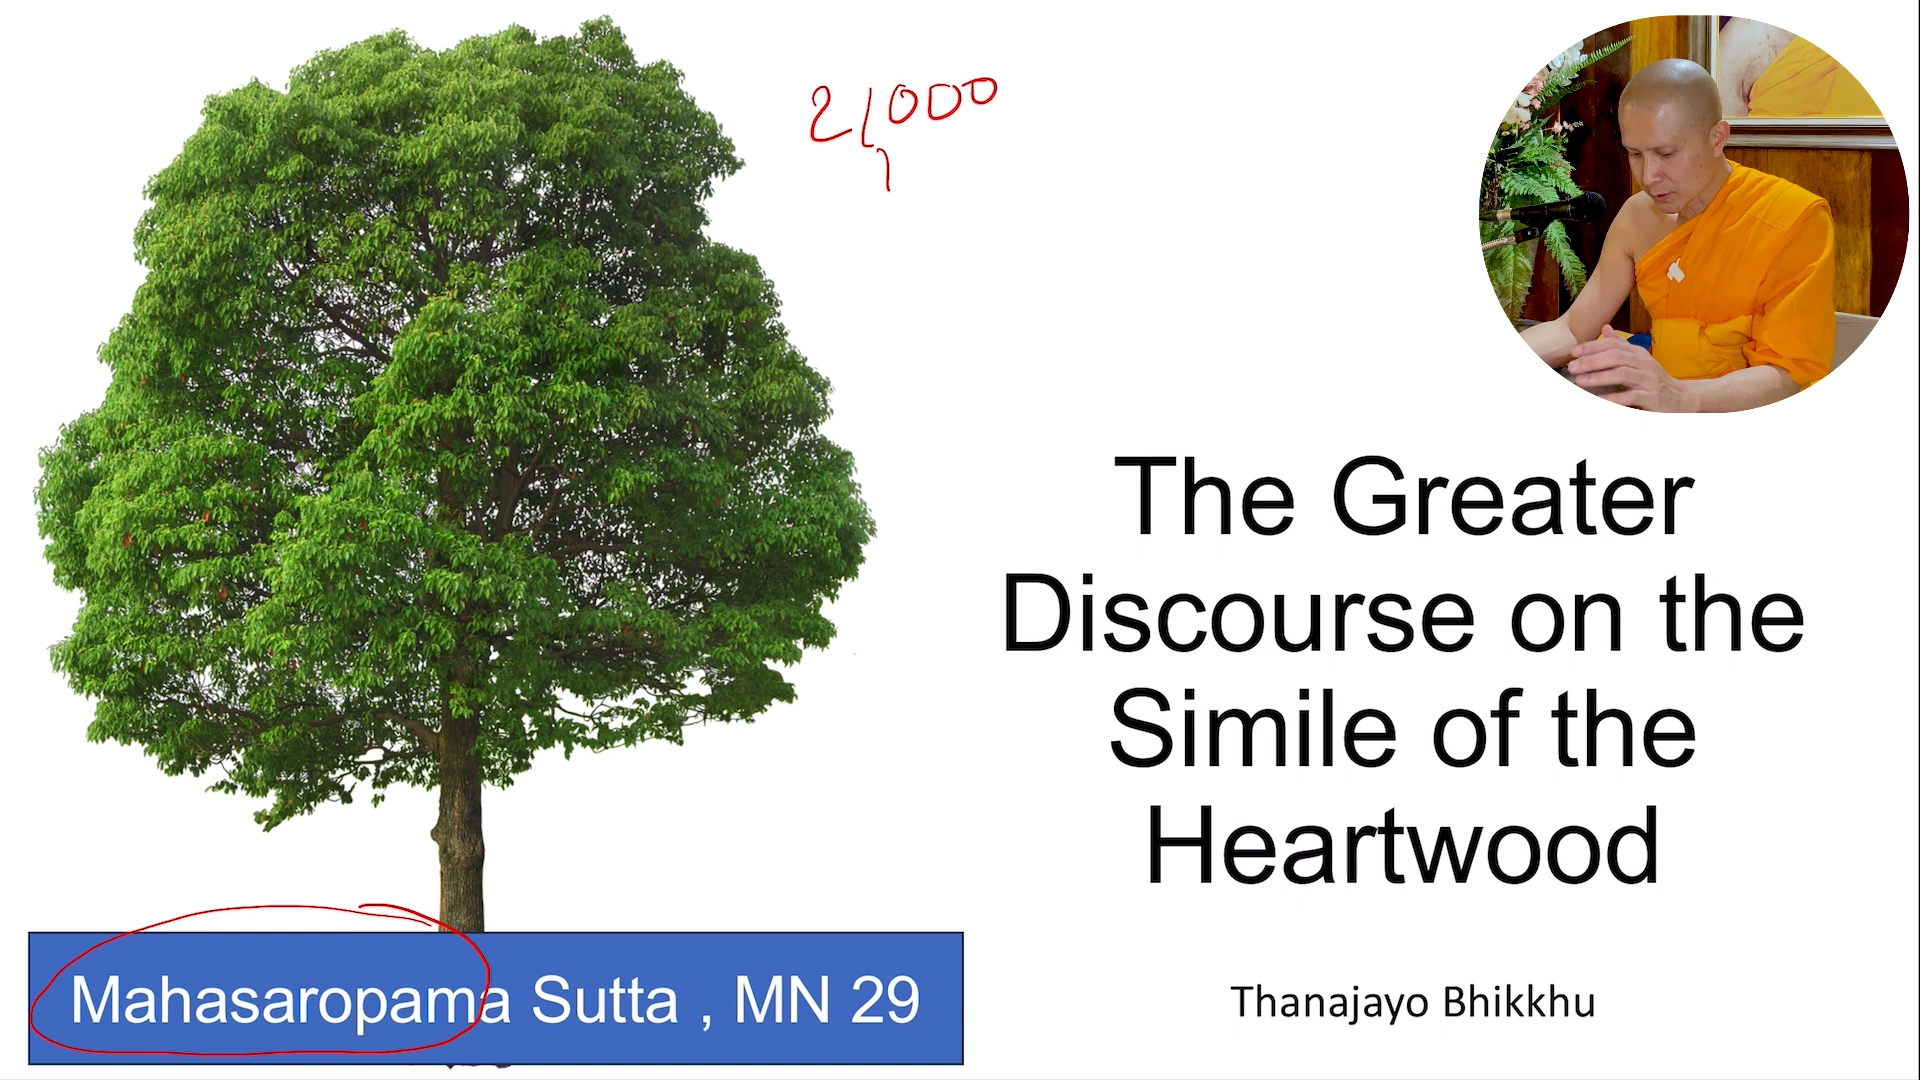 21,000
The Greater
Discourse on the
Simile of the
Heartwood
Mahasaropama Sutta , MN 29
Thanajayo Bhikkhu